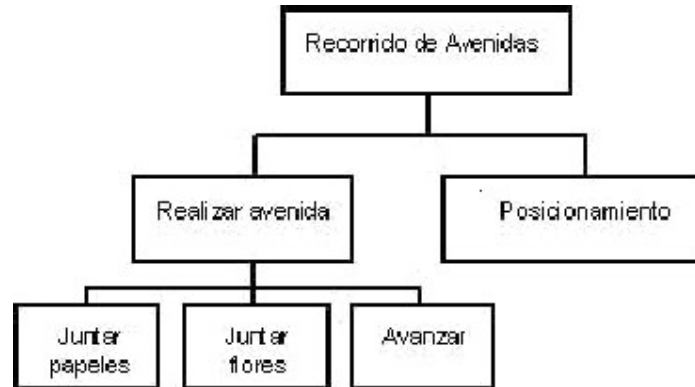 Recorrido de Avenidas
Realizar avenida
Posicionamiento
Juntar
papeles
Juntar
flores
Avanzar